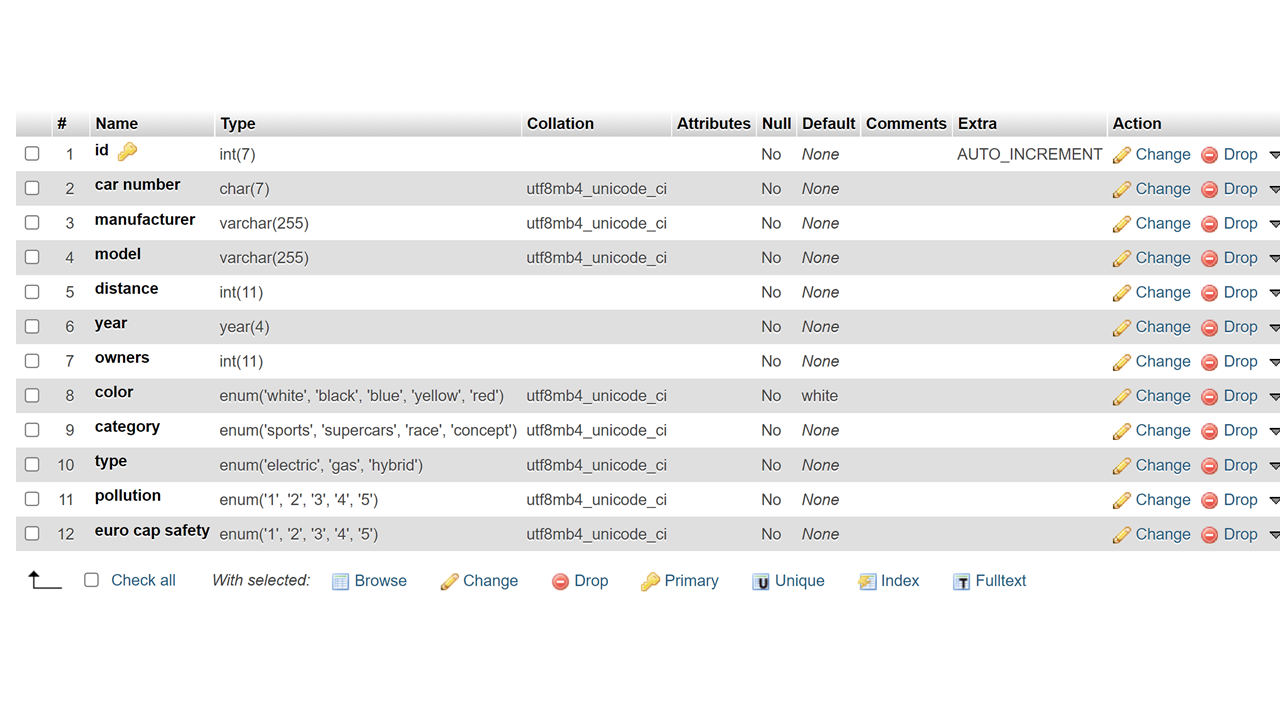 # Name Type Collation Attributes Null Default Comments Extra Action
1 id int(7) No None AUTO_INCREMENT Change Drop
2 car number char(7) utf8mb4_unicode_ci No None Change Drop
3 manufacturer varchar(255) utf8mb4_unicode_ci No None Change Drop
4 model varchar(255) utf8mb4_unicode_ci No None Change Drop
5 distance int(11) No None Change Drop
6 year year(4) No None Change Drop
7 owners int(11) No None Change Drop
8 color enum('white', 'black', 'blue', 'yellow', 'red') utf8mb4_unicode_ci No white Change Drop
9 category enum('sports', 'supercars', 'race', 'concept') utf8mb4_unicode_ci No None Change Drop
10 type enum('electric', 'gas', 'hybrid') utf8mb4_unicode_ci No None Change Drop
11 pollution enum('1', '2', '3', '4', '5') utf8mb4_unicode_ci No None Change Drop
12 euro cap safety enum('1', '2', '3', '4', '5') utf8mb4_unicode_ci No None Change Drop
Check all With selected: Browse Change Drop Primary U Unique Index T Fulltext